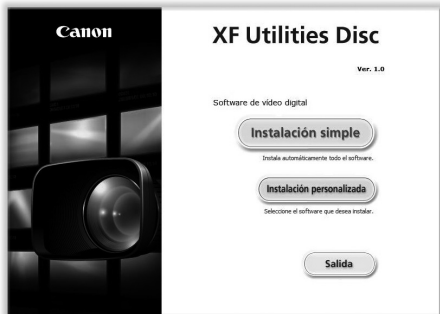 Canon
XF Utilities Disc
Ver. 1.0
Software de vídeo digital
Instalación simple
Instala automáticamente todo el software.
Instalación personalizada
Seleccione el software que desea instalar.
Salida